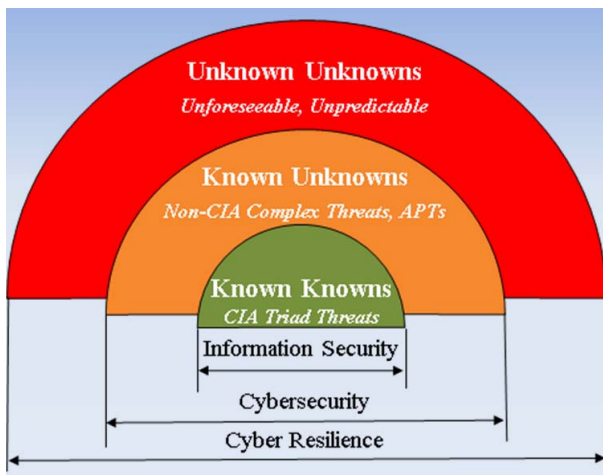 Unknown Unknowns
Unforeseeable, Unpredictable
Known Unknowns
Non-CIA Complex Threats, APTs
Known Knowns
CIA Triad Threats
Information Security
Cybersecurity
Cyber Resilience